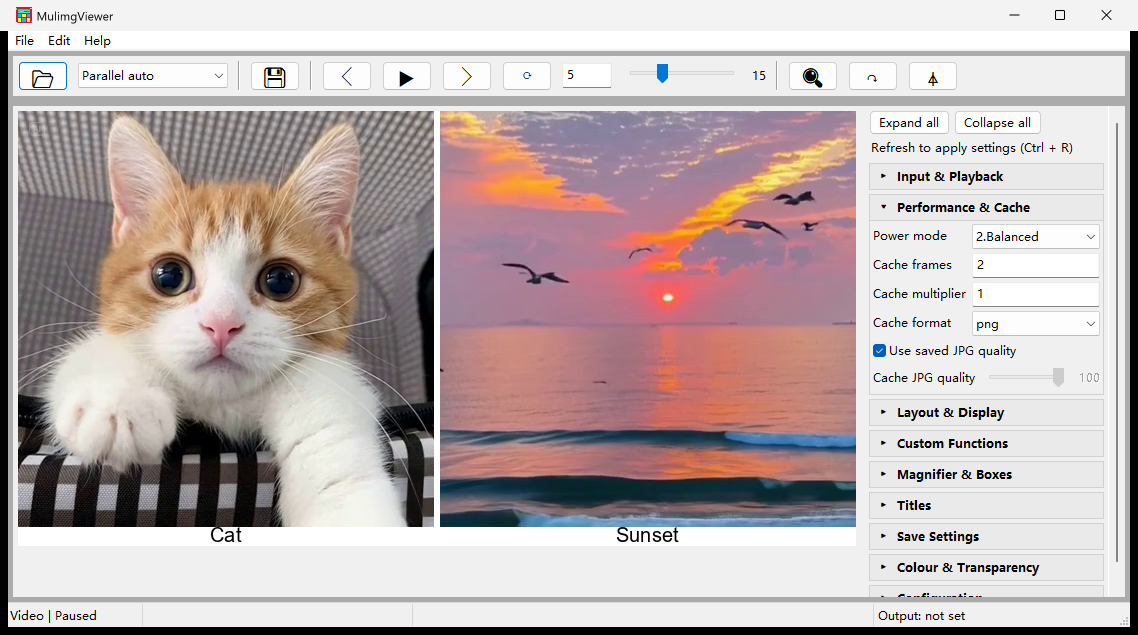 MulimgViewer
File Edit Help
Parallel auto
5
15
Expand all Collapse all
Refresh to apply settings (Ctrl + R)
Input & Playback
Performance & Cache
Power mode 2.Balanced
Cache frames 2
Cache multiplier 1
Cache format png
Use saved JPG quality
Cache JPG quality 100
Layout & Display
Custom Functions
Magnifier & Boxes
Titles
Save Settings
Colour & Transparency
Configuration
Cat
Sunset
Video | Paused
Output: not set